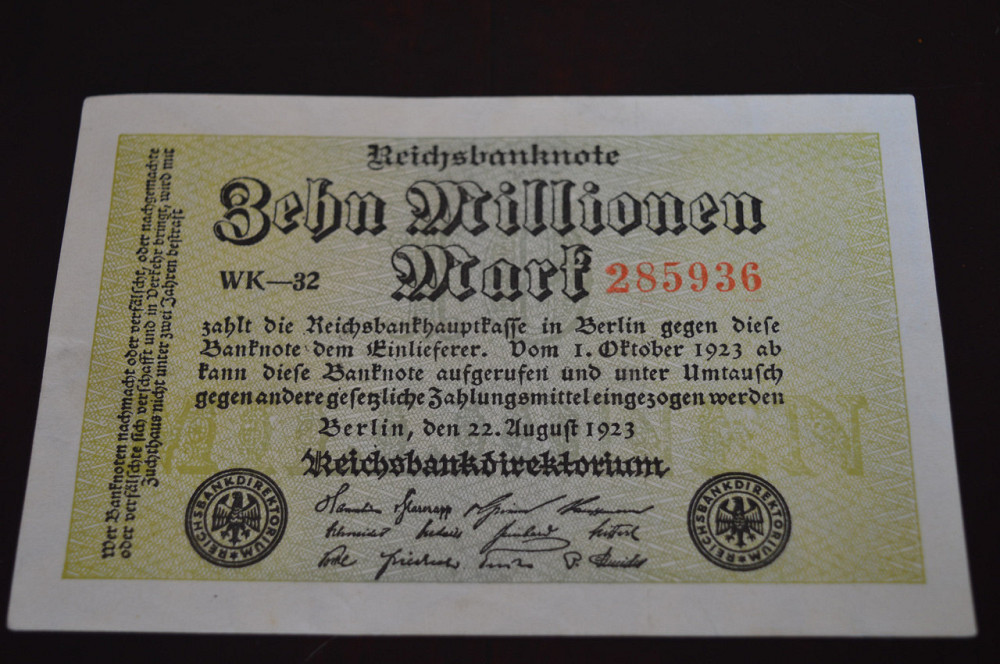 Reichsbanknote
Zehn Millionen
Mark
WK—32
285936
zahlt die Reichsbankhauptkasse in Berlin gegen diese
Banknote dem Einlieferer. Vom 1. Oktober 1923 ab
kann diese Banknote aufgerufen und unter Umtausch
gegen andere gesetzliche Zahlungsmittel eingezogen werden
Berlin, den 22. August 1923
Reichsbankdirektorium
Wer Banknoten nachmacht oder verfälscht, oder nachgemachte
oder verfälschte sich verschafft und in Verkehr bringt, wird mit
Zuchthaus nicht unter zwei Jahren bestraft
REICHSBANKDIREKTORIUM
REICHSBANKDIREKTORIUM